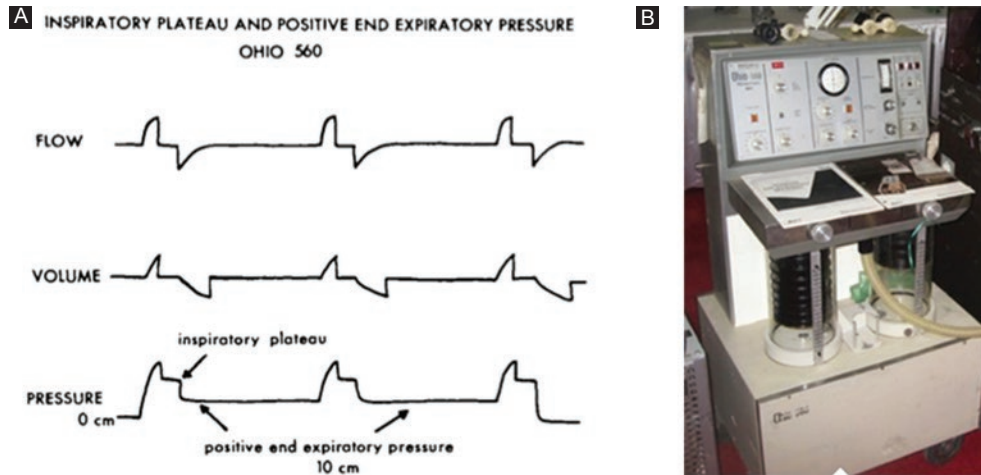 A
INSPIRATORY PLATEAU AND POSITIVE END EXPIRATORY PRESSURE
OHIO 560
FLOW
VOLUME
inspiratory plateau
PRESSURE
0 cm
positive end expiratory pressure
10 cm
B